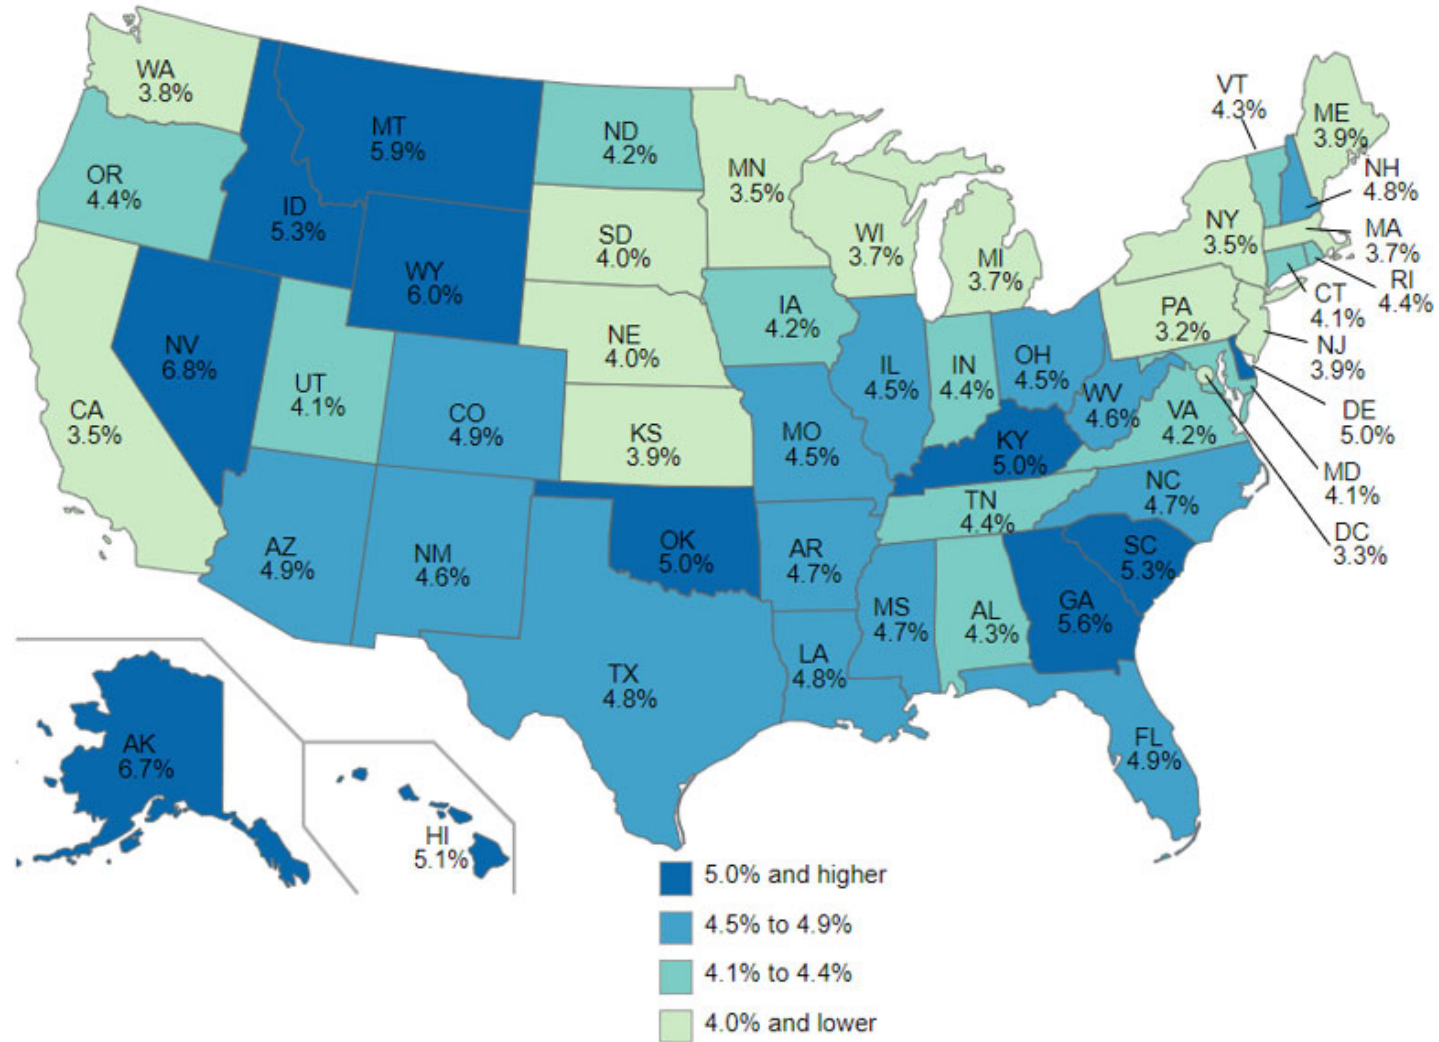 WA
3.8%
MT
5.9%
ND
4.2%
MN
3.5%
VT
4.3%
ME
3.9%
OR
4.4%
ID
5.3%
NH
4.8%
SD
4.0%
WI
3.7%
MI
3.7%
NY
3.5%
MA
3.7%
WY
6.0%
RI
4.4%
CT
4.1%
IA
4.2%
PA
3.2%
NJ
3.9%
NV
6.8%
NE
4.0%
IL
4.5%
IN
4.4%
OH
4.5%
UT
4.1%
CO
4.9%
WV
4.6%
VA
4.2%
DE
5.0%
CA
3.5%
KS
3.9%
MO
4.5%
KY
5.0%
MD
4.1%
NC
4.7%
TN
4.4%
DC
3.3%
AZ
4.9%
NM
4.6%
OK
5.0%
AR
4.7%
SC
5.3%
MS
4.7%
AL
4.3%
GA
5.6%
TX
4.8%
LA
4.8%
FL
4.9%
AK
6.7%
HI
5.1%
5.0% and higher
4.5% to 4.9%
4.1% to 4.4%
4.0% and lower